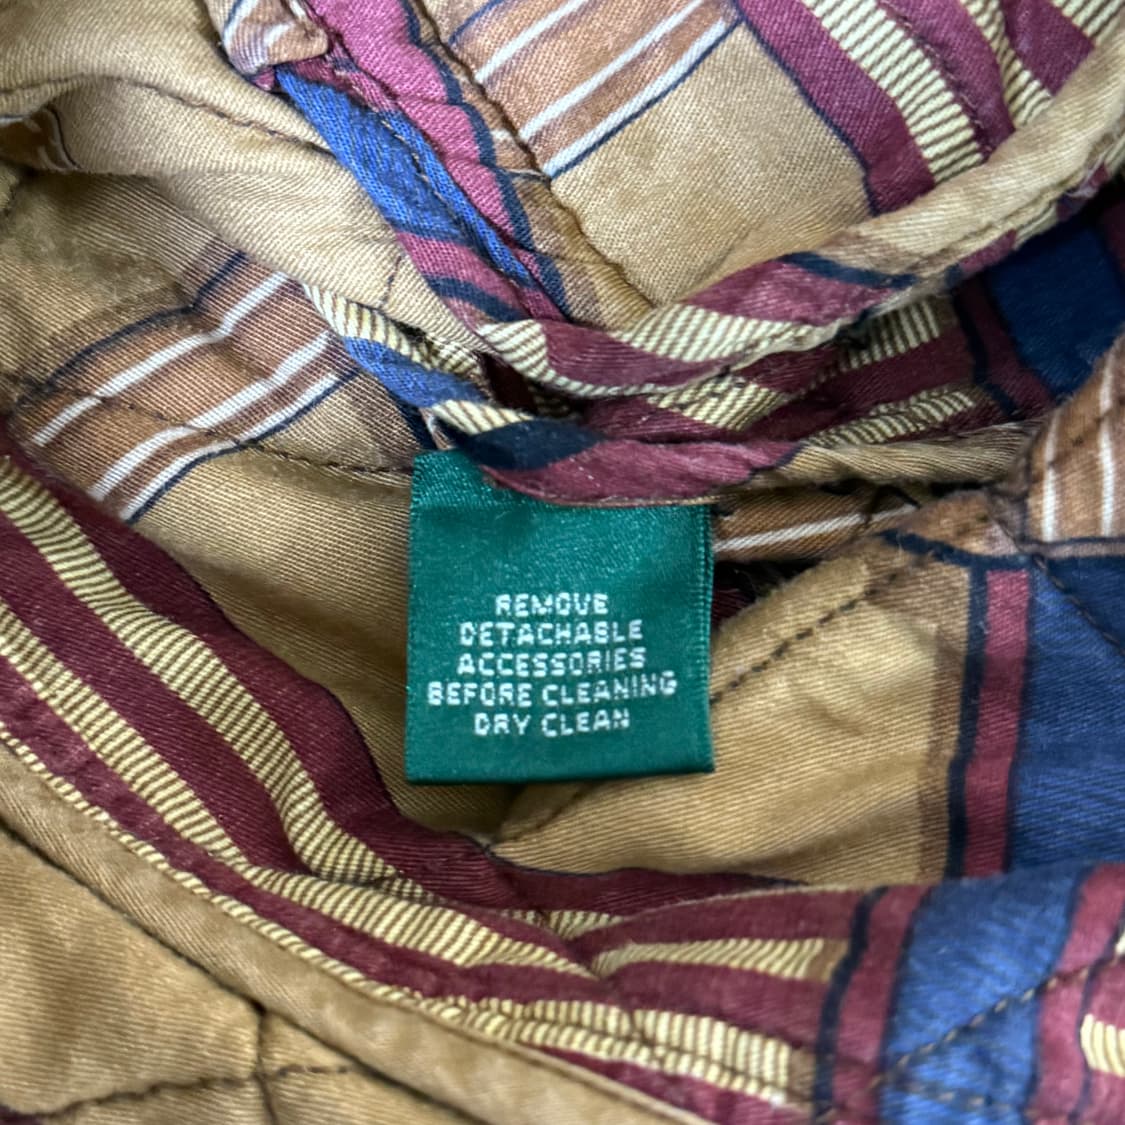 REMOVE
DETACHABLE
ACCESSORIES
BEFORE CLEANING
DRY CLEAN